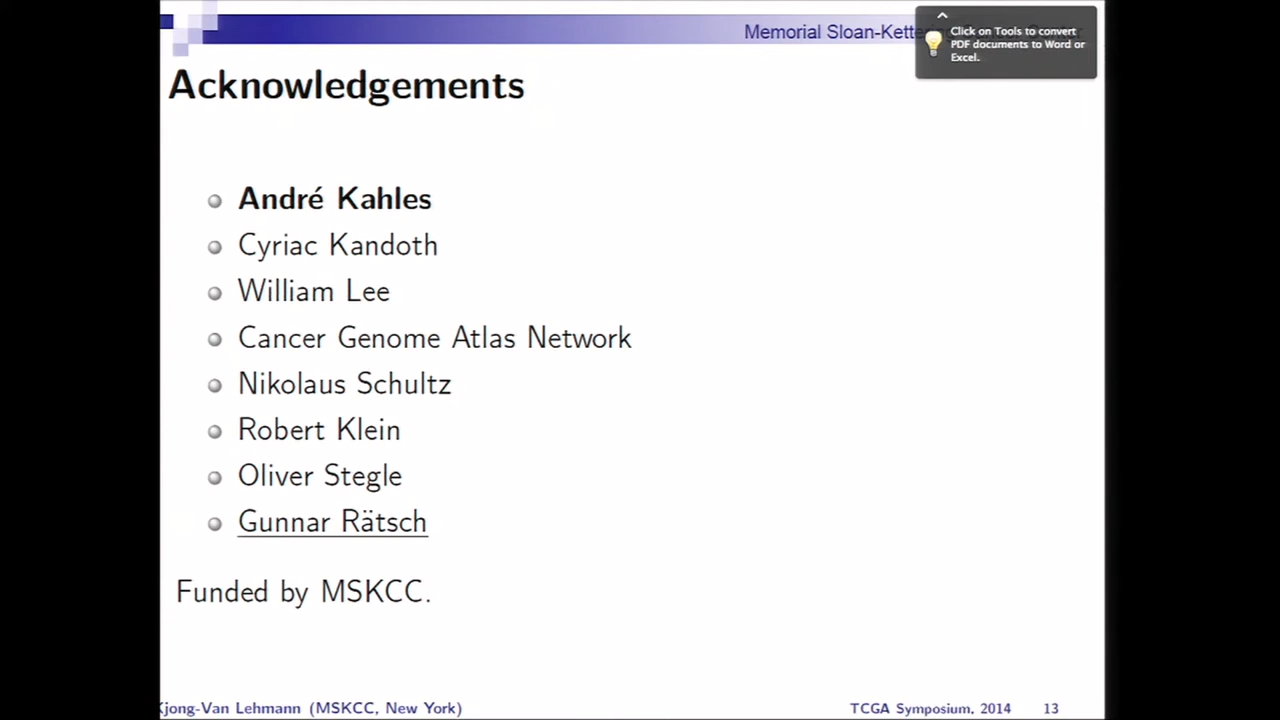 Memorial Sloan-Kette
Click on Tools to convert
PDF documents to Word or
Excel.
Acknowledgements
André Kahles
Cyriac Kandoth
William Lee
Cancer Genome Atlas Network
Nikolaus Schultz
Robert Klein
Oliver Stegle
Gunnar Rätsch
Funded by MSKCC.
Kjong-Van Lehmann (MSKCC, New York)
TCGA Symposium, 2014 13